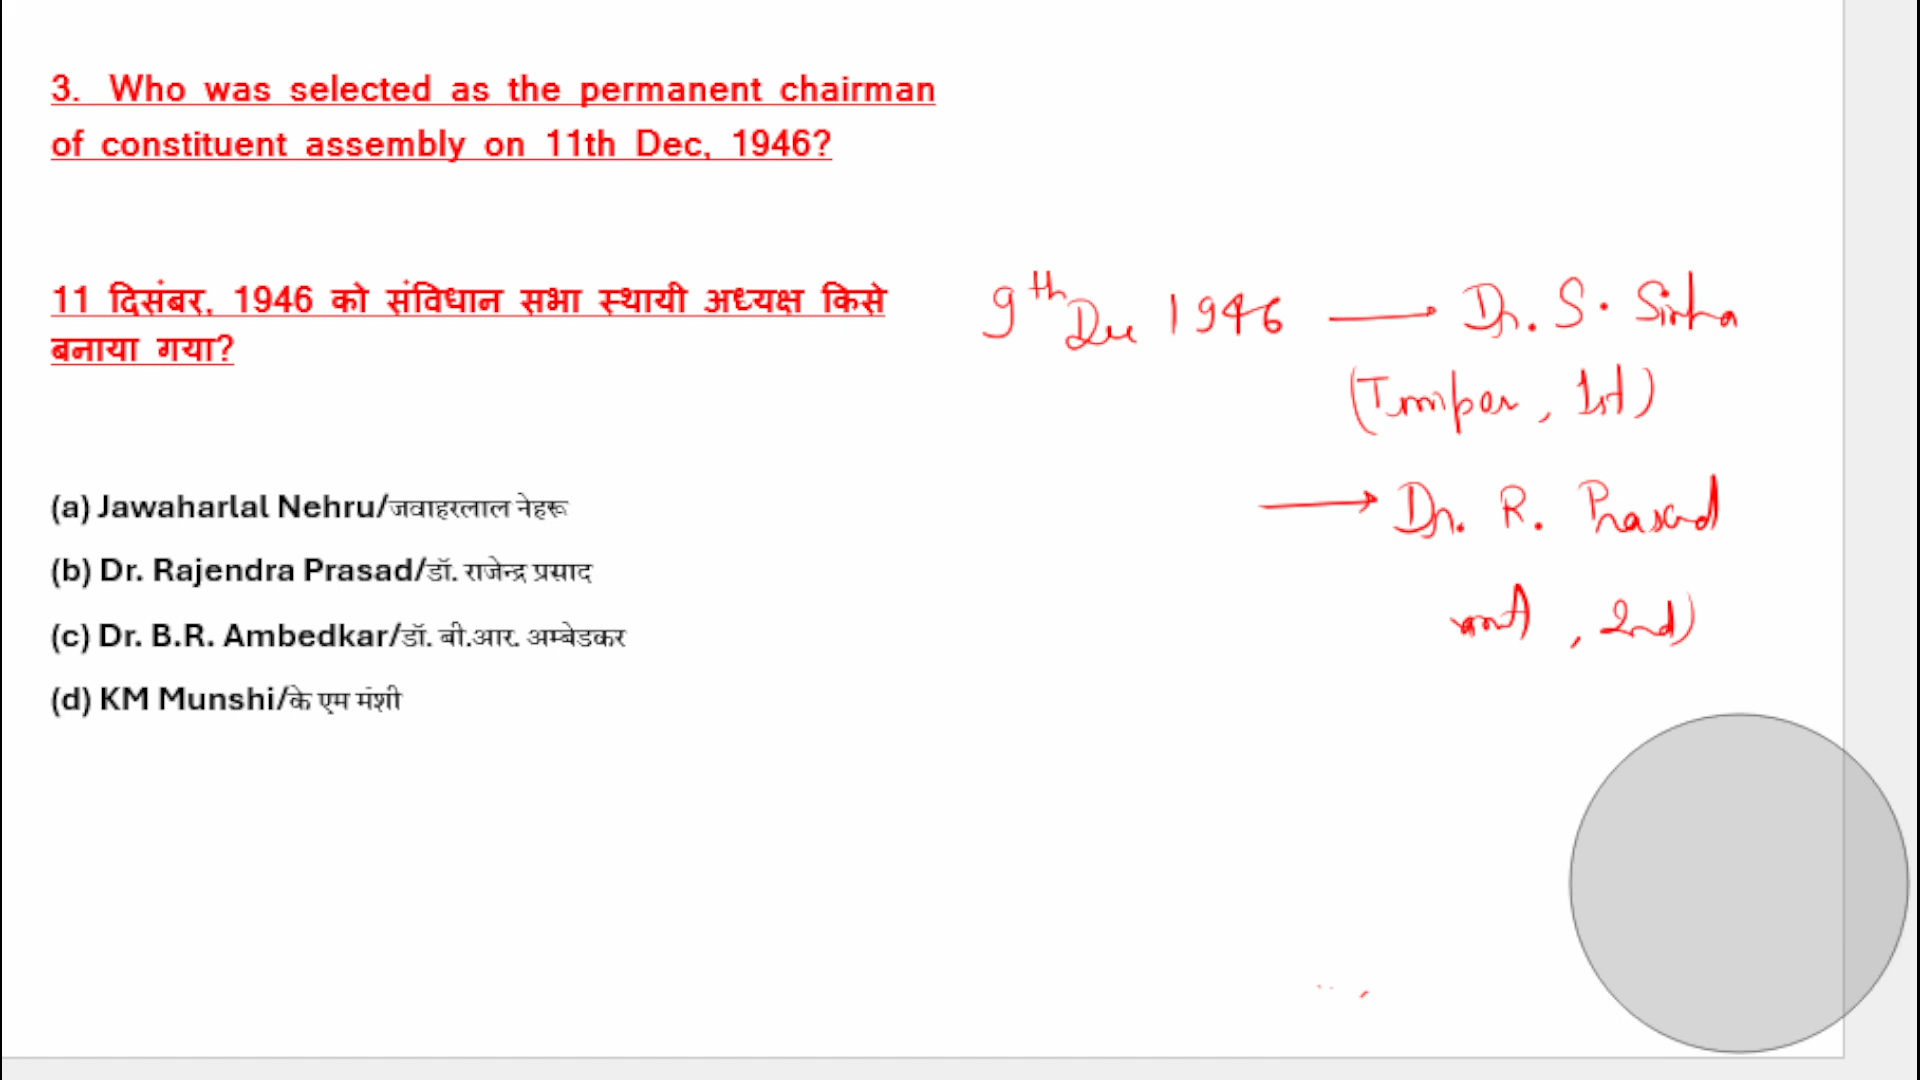 3. Who was selected as the permanent chairman
of constituent assembly on 11th Dec, 1946?
11 दिसंबर, 1946 को संविधान सभा स्थायी अध्यक्ष किसे
बनाया गया?
9th Dec 1946 → Dr. S. Sinha
(Tempor, 1st)
→ Dr. R. Prasad
, 2nd)
(a) Jawaharlal Nehru/जवाहरलाल नेहरू
(b) Dr. Rajendra Prasad/डॉ. राजेन्द्र प्रसाद
(c) Dr. B.R. Ambedkar/डॉ. बी.आर. अम्बेडकर
(d) KM Munshi/के एम मंशी